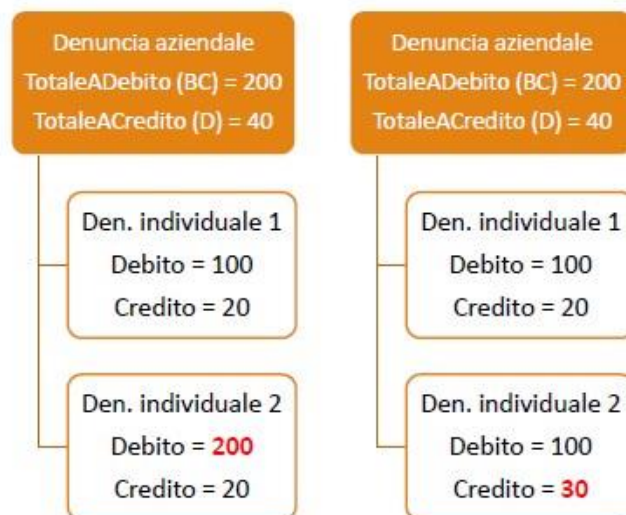 Denuncia aziendale
TotaleADebito (BC) = 200
TotaleACredito (D) = 40
Den. individuale 1
Debito = 100
Credito = 20
Den. individuale 2
Debito = 200
Credito = 20
Denuncia aziendale
TotaleADebito (BC) = 200
TotaleACredito (D) = 40
Den. individuale 1
Debito = 100
Credito = 20
Den. individuale 2
Debito = 100
Credito = 30